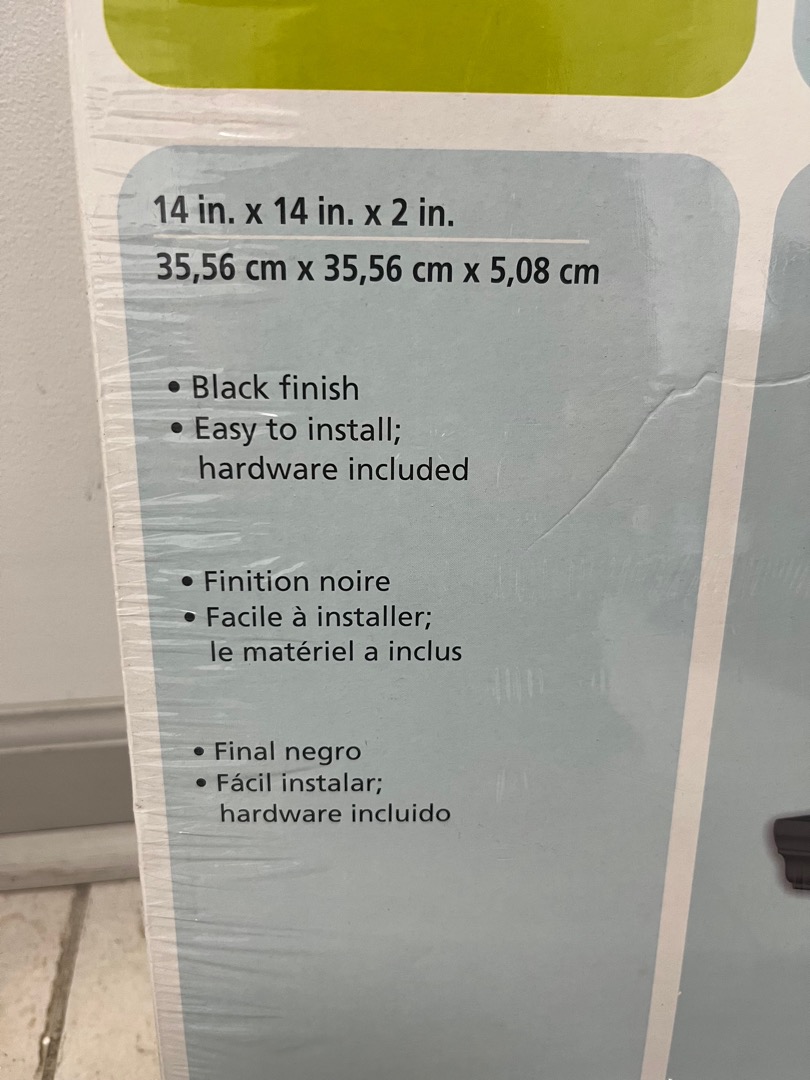 14 in. x 14 in. x 2 in.
35,56 cm x 35,56 cm x 5,08 cm
• Black finish
• Easy to install;
hardware included
• Finition noire
• Facile à installer;
le matériel a inclus
• Final negro
• Fácil instalar;
hardware incluido